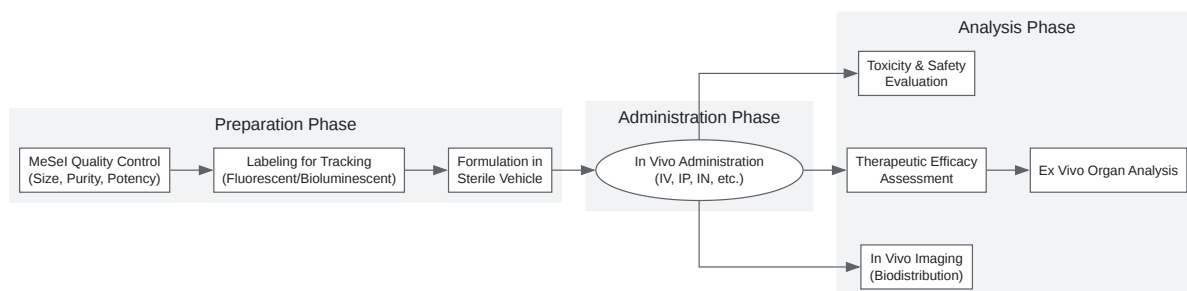 Preparation Phase
MeSeI Quality Control
(Size, Purity, Potency)
Labeling for Tracking
(Fluorescent/Bioluminescent)
Formulation in
Sterile Vehicle
Administration Phase
In Vivo Administration
(IV, IP, IN, etc.)
Analysis Phase
Toxicity & Safety
Evaluation
Therapeutic Efficacy
Assessment
Ex Vivo Organ Analysis
In Vivo Imaging
(Biodistribution)